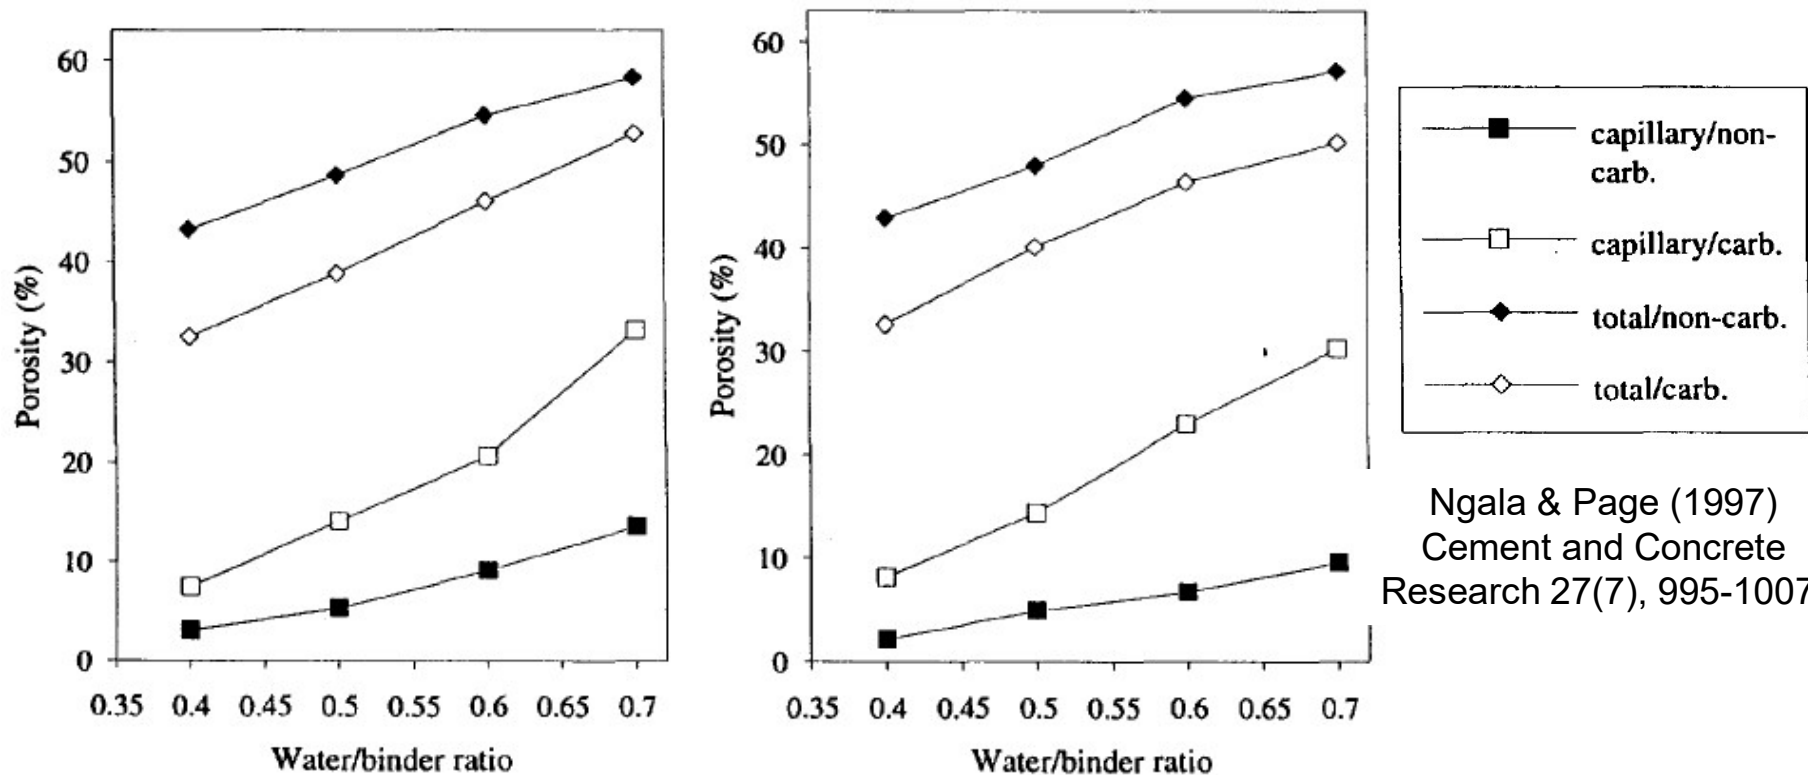 60
50
40
30
20
10
0
Porosity (%)
0.35 0.4 0.45 0.5 0.55 0.6 0.65 0.7
Water/binder ratio
60
50
40
30
20
10
0
Porosity (%)
0.35 0.4 0.45 0.5 0.55 0.6 0.65 0.7
Water/binder ratio
capillary/non-
carb.
capillary/carb.
total/non-carb.
total/carb.
Ngala & Page (1997)
Cement and Concrete
Research 27(7), 995-1007